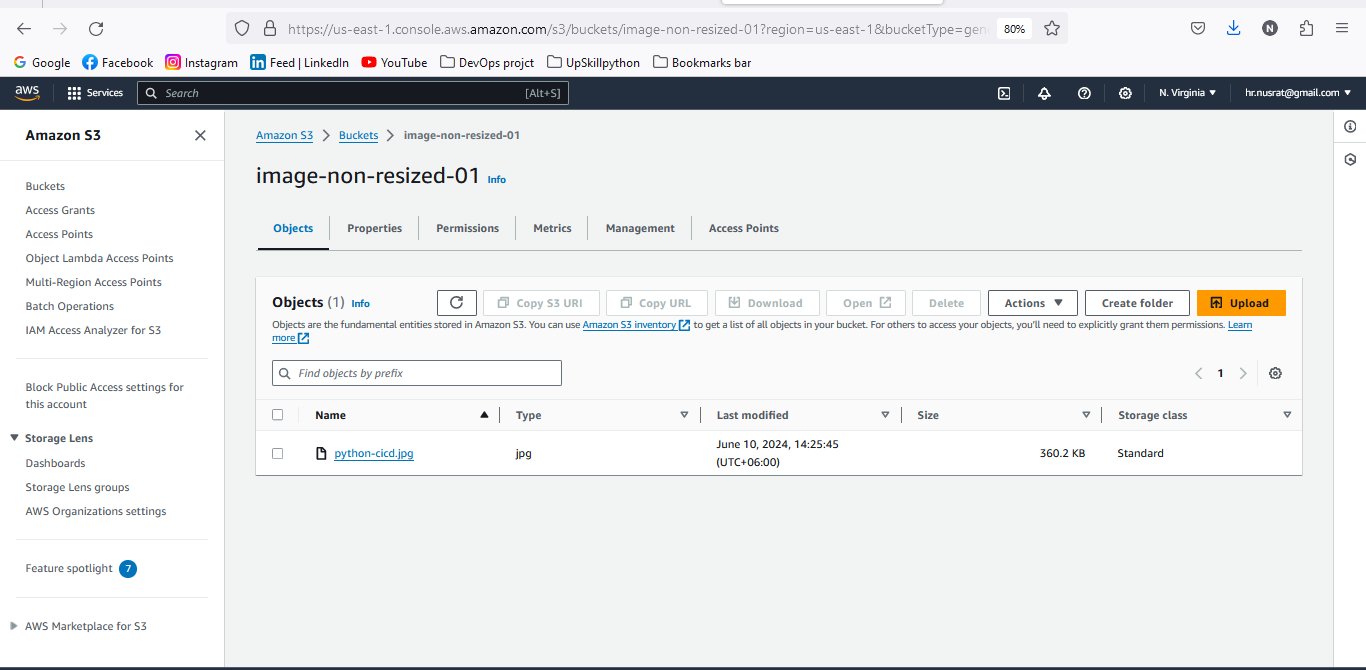 https://us-east-1.console.aws.amazon.com/s3/buckets/image-non-resized-01?region=us-east-1&bucketType=gen
80%
N
Google
Facebook
Instagram
in Feed | LinkedIn
YouTube
DevOps projct
UpSkillpython
Bookmarks bar
aws
Services
Search
[Alt+S]
N. Virginia
hr.nusrat@gmail.com
Amazon S3
Buckets
Access Grants
Access Points
Object Lambda Access Points
Multi-Region Access Points
Batch Operations
IAM Access Analyzer for S3
Block Public Access settings for
this account
Storage Lens
Dashboards
Storage Lens groups
AWS Organizations settings
Feature spotlight 7
AWS Marketplace for S3
Amazon S3 > Buckets > image-non-resized-01
image-non-resized-01 Info
Objects
Properties
Permissions
Metrics
Management
Access Points
Objects (1) Info
Copy S3 URI
Copy URL
Download
Open
Delete
Actions
Create folder
Upload
Objects are the fundamental entities stored in Amazon S3. You can use Amazon S3 inventory to get a list of all objects in your bucket. For others to access your objects, you'll need to explicitly grant them permissions. Learn
more
Find objects by prefix
1
Name
Type
Last modified
Size
Storage class
python-cicd.jpg
jpg
June 10, 2024, 14:25:45
(UTC+06:00)
360.2 KB
Standard